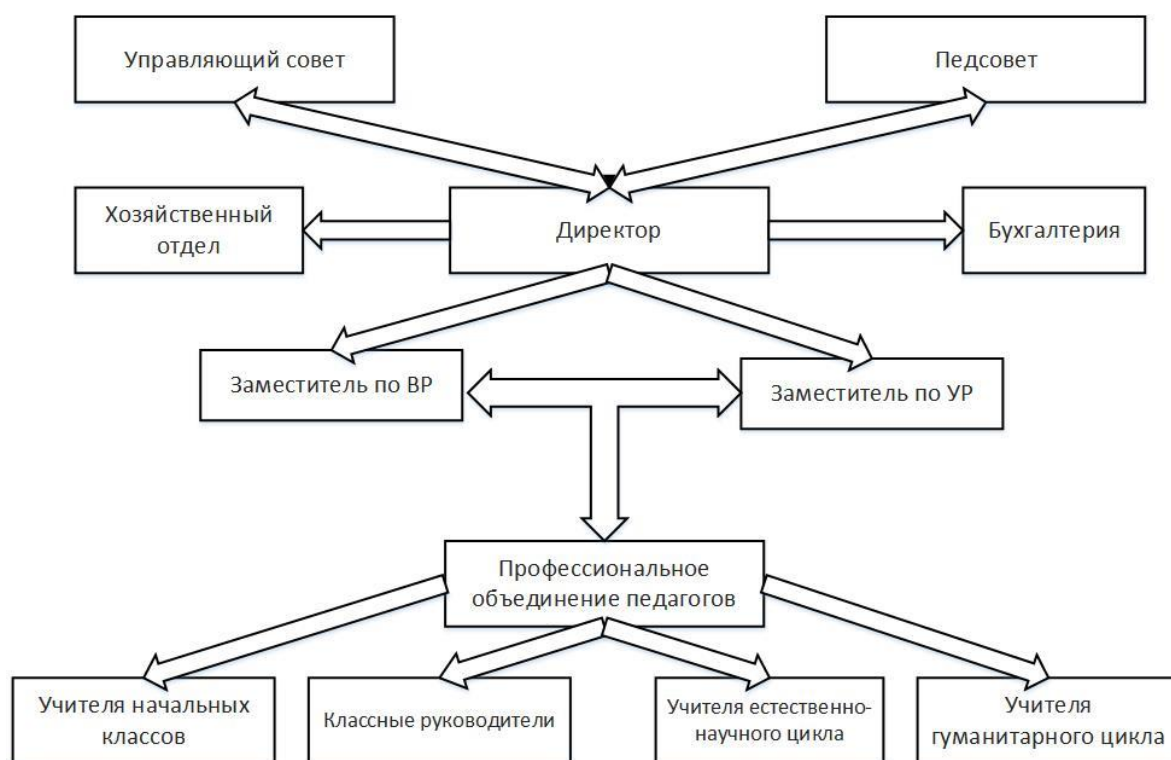 Управляющий совет
Педсовет
Хозяйственный
отдел
Директор
Бухгалтерия
Заместитель по ВР
Заместитель по УР
Профессиональное
объединение педагогов
Учителя начальных
классов
Классные руководители
Учителя естественно-
научного цикла
Учителя
гуманитарного цикла